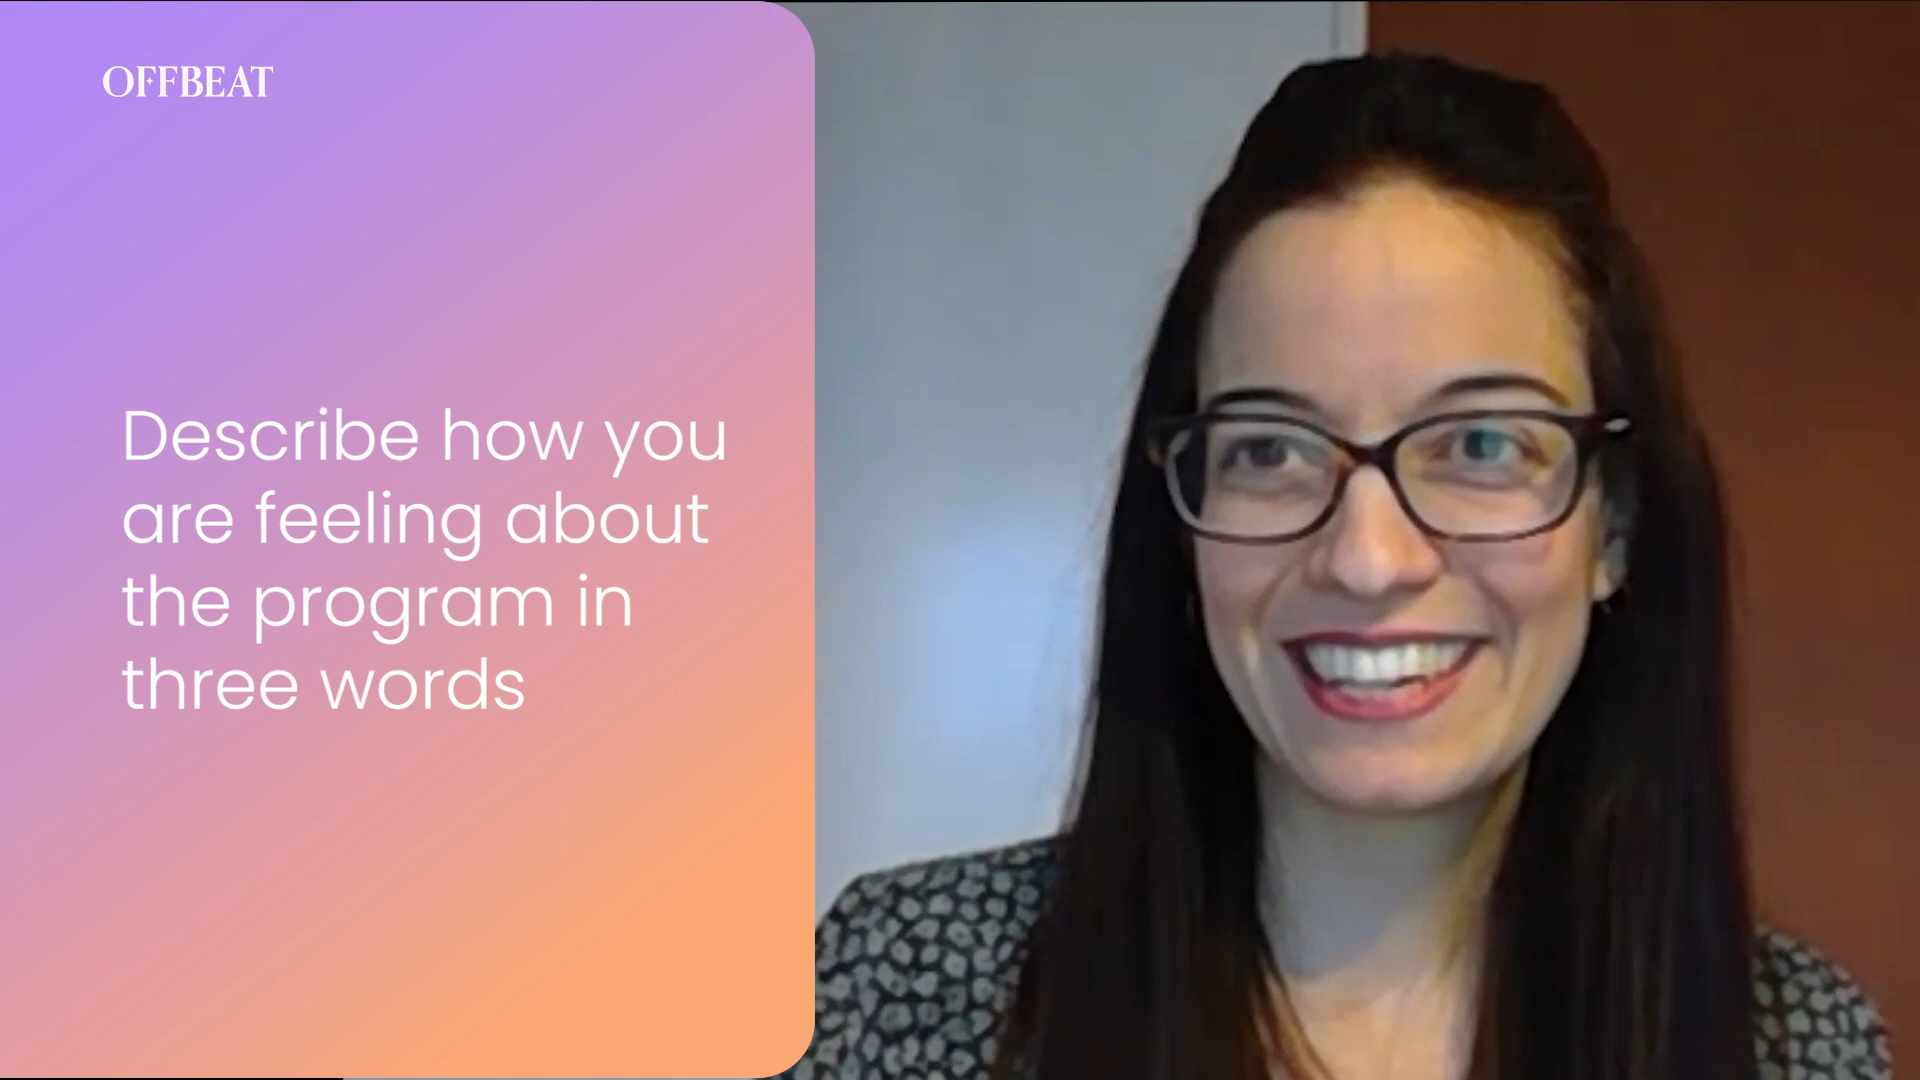 OFFBEAT
Describe how you
are feeling about
the program in
three words